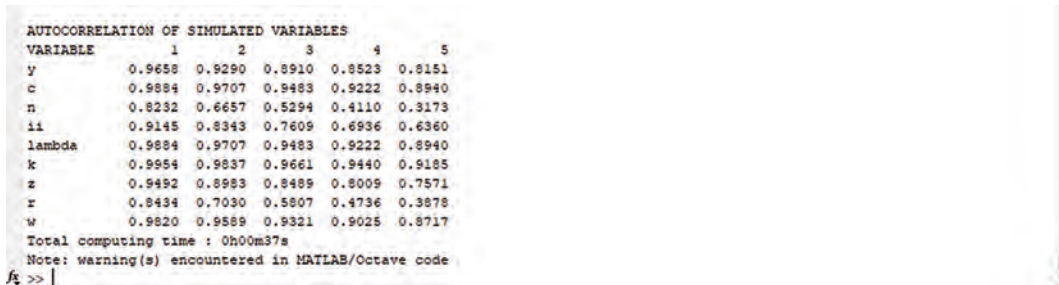 AUTOCORRELATION OF SIMULATED VARIABLES
VARIABLE 1 2 3 4 5
y 0.9658 0.9290 0.8910 0.8523 0.8151
c 0.9884 0.9707 0.9483 0.9222 0.8940
n 0.8232 0.6657 0.5294 0.4110 0.3173
ii 0.9145 0.8343 0.7609 0.6936 0.6360
lambda 0.9884 0.9707 0.9483 0.9222 0.8940
k 0.9954 0.9837 0.9661 0.9440 0.9185
z 0.9492 0.8983 0.8489 0.8009 0.7571
r 0.8434 0.7030 0.5807 0.4736 0.3878
w 0.9820 0.9589 0.9321 0.9025 0.8717
Total computing time : 0h00m37s
Note: warning(s) encountered in MATLAB/Octave code
fx >>